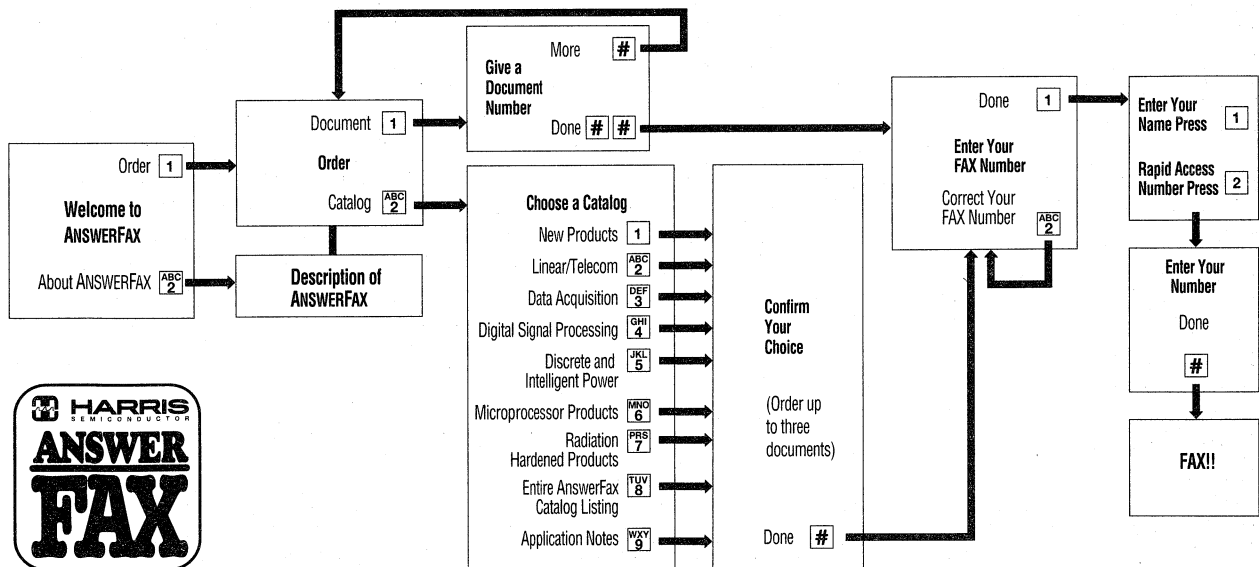 Order 1
Welcome to
ANSWERFAX
About ANSWERFAX ABC 2
Document 1
Order
Catalog ABC 2
Description of
ANSWERFAX
More #
Give a
Document
Number
Done # #
Choose a Catalog
New Products 1
Linear/Telecom ABC 2
Data Acquisition DEF 3
Digital Signal Processing GHI 4
Discrete and
Intelligent Power JKL 5
Microprocessor Products MNO 6
Radiation
Hardened Products PRS 7
Entire AnswerFax
Catalog Listing TUV 8
Application Notes WXY 9
Confirm
Your
Choice
(Order up
to three
documents)
Done #
Done 1
Enter Your
FAX Number
Correct Your
FAX Number ABC 2
Enter Your
Name Press 1
Rapid Access
Number Press 2
Enter Your
Number
Done
#
FAX!!
HARRIS
SEMICONDUCTOR
ANSWER
FAX